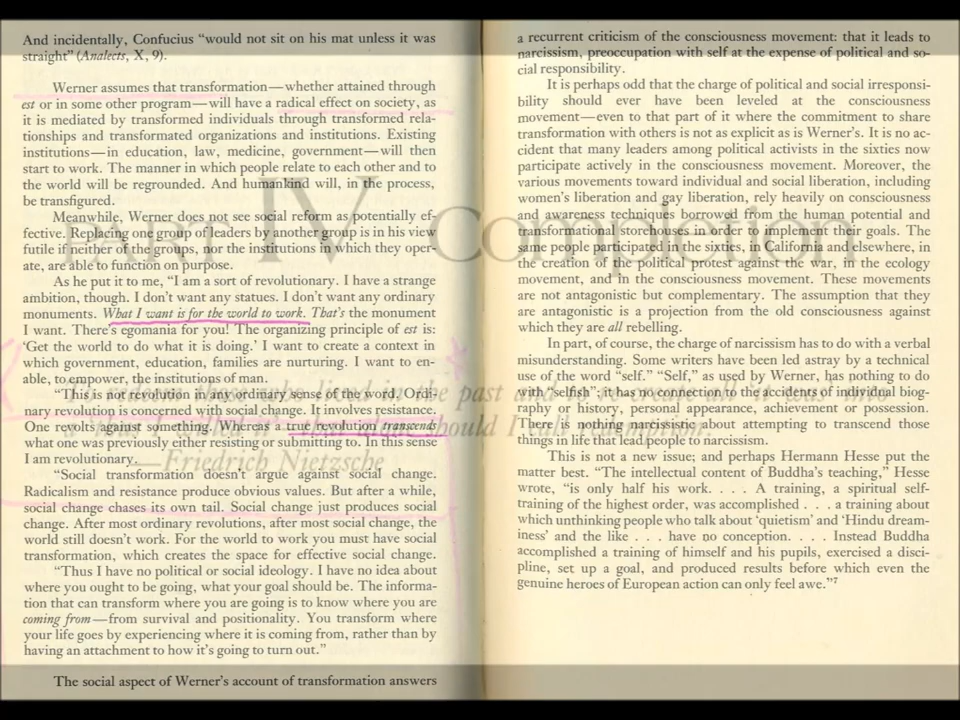 And incidentally, Confucius “would not sit on his mat unless it was
straight” (Analects, X, 9).
Werner assumes that transformation—whether attained through
est or in some other program—will have a radical effect on society, as
it is mediated by transformed individuals through transformed rela-
tionships and transformated organizations and institutions. Existing
institutions—in education, law, medicine, government—will then
start to work. The manner in which people relate to each other and to
the world will be regrounded. And humankind will, in the process,
be transfigured.
Meanwhile, Werner does not see social reform as potentially ef-
fective. Replacing one group of leaders by another group is in his view
futile if neither of the groups, nor the institutions in which they oper-
ate, are able to function on purpose.
As he put it to me, “I am a sort of revolutionary. I have a strange
ambition, though. I don’t want any statues. I don’t want any ordinary
monuments. What I want is for the world to work. That’s the monument
I want. There’s egomania for you! The organizing principle of est is:
‘Get the world to do what it is doing.’ I want to create a context in
which government, education, families are nurturing. I want to en-
able, to empower, the institutions of man.
“This is not revolution in any ordinary sense of the word. Ordi-
nary revolution is concerned with social change. It involves resistance.
One revolts against something. Whereas a true revolution transcends
what one was previously either resisting or submitting to. In this sense
I am revolutionary.
“Social transformation doesn’t argue against social change.
Radicalism and resistance produce obvious values. But after a while,
social change chases its own tail. Social change just produces social
change. After most ordinary revolutions, after most social change, the
world still doesn’t work. For the world to work you must have social
transformation, which creates the space for effective social change.
“Thus I have no political or social ideology. I have no idea about
where you ought to be going, what your goal should be. The informa-
tion that can transform where you are going is to know where you are
coming from—from survival and positionality. You transform where
your life goes by experiencing where it is coming from, rather than by
having an attachment to how it’s going to turn out.”
The social aspect of Werner’s account of transformation answers
a recurrent criticism of the consciousness movement: that it leads to
narcissism, preoccupation with self at the expense of political and so-
cial responsibility.
It is perhaps odd that the charge of political and social irresponsi-
bility should ever have been leveled at the consciousness
movement—even to that part of it where the commitment to share
transformation with others is not as explicit as is Werner’s. It is no ac-
cident that many leaders among political activists in the sixties now
participate actively in the consciousness movement. Moreover, the
various movements toward individual and social liberation, including
women’s liberation and gay liberation, rely heavily on consciousness
and awareness techniques borrowed from the human potential and
transformational storehouses in order to implement their goals. The
same people participated in the sixties, in California and elsewhere, in
the creation of the political protest against the war, in the ecology
movement, and in the consciousness movement. These movements
are not antagonistic but complementary. The assumption that they
are antagonistic is a projection from the old consciousness against
which they are all rebelling.
In part, of course, the charge of narcissism has to do with a verbal
misunderstanding. Some writers have been led astray by a technical
use of the word “self.” “Self,” as used by Werner, has nothing to do
with “selfish”; it has no connection to the accidents of individual biog-
raphy or history, personal appearance, achievement or possession.
There is nothing narcissistic about attempting to transcend those
things in life that lead people to narcissism.
This is not a new issue; and perhaps Hermann Hesse put the
matter best. “The intellectual content of Buddha’s teaching,” Hesse
wrote, “is only half his work. . . . A training, a spiritual self-
training of the highest order, was accomplished . . . a training about
which unthinking people who talk about ‘quietism’ and ‘Hindu dream-
iness’ and the like . . . have no conception. . . . Instead Buddha
accomplished a training of himself and his pupils, exercised a disci-
pline, set up a goal, and produced results before which even the
genuine heroes of European action can only feel awe.”7
PART IV Completion
To redeem those who lived in the past and to re-create all 'it was' into
a 'thus I willed it'—that alone should I call redemption.
—Friedrich Nietzsche